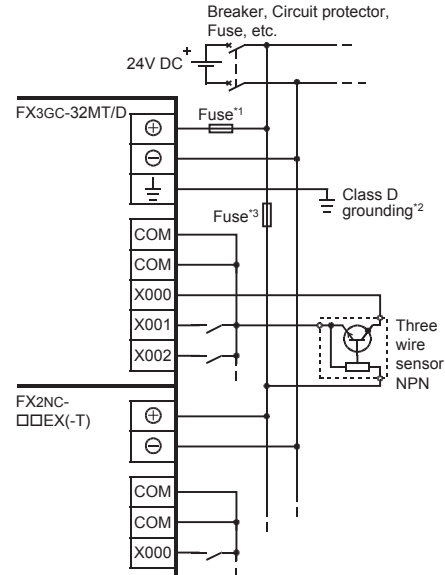 Breaker, Circuit protector,
Fuse, etc.
24V DC
+
FX3GC-32MT/D
Fuse*1
+
−
Class D
grounding*2
Fuse*3
COM
COM
X000
X001
X002
Three
wire
sensor
NPN
FX2NC-
□□EX(-T)
+
−
COM
COM
X000